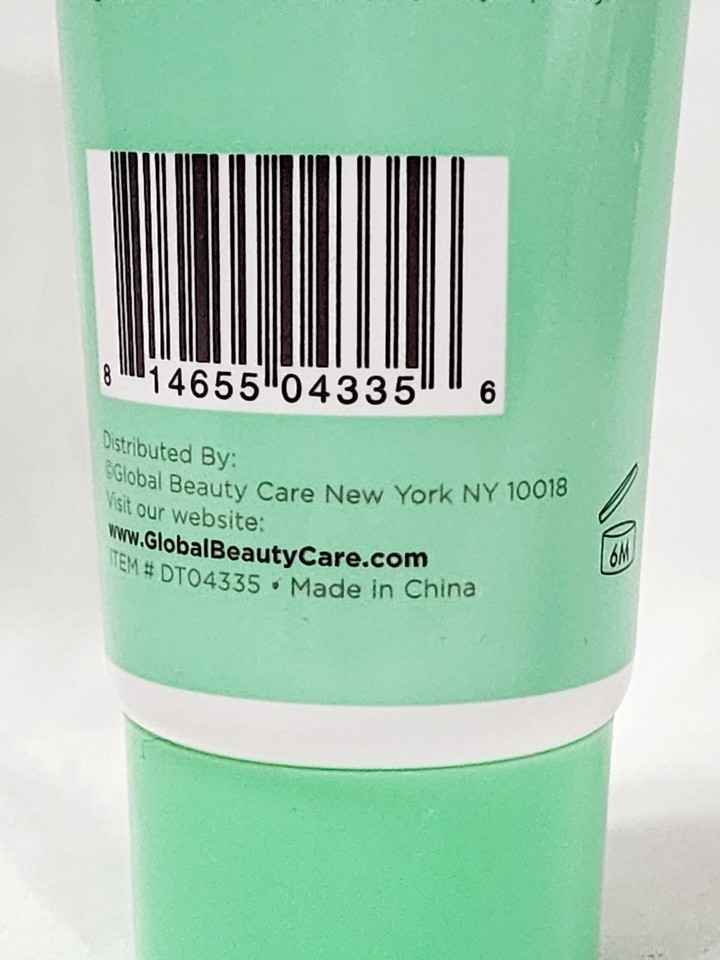 8 14655 04335 6
Distributed By:
©Global Beauty Care New York NY 10018
Visit our website:
www.GlobalBeautyCare.com
ITEM # DT04335 • Made in China
6M